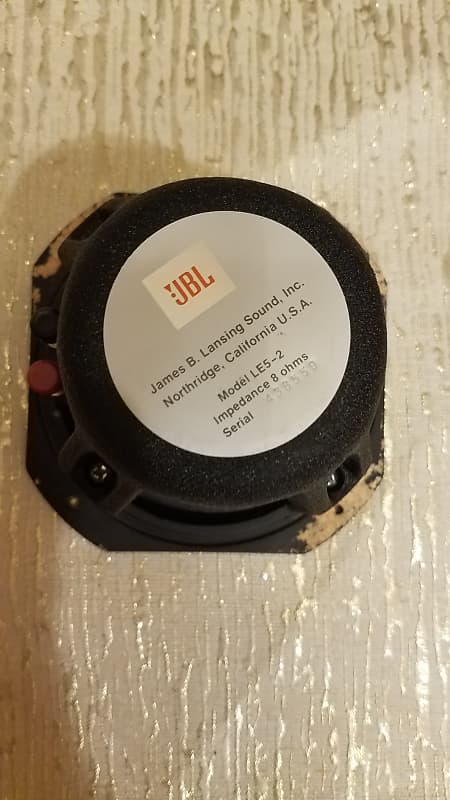 JBL
James B. Lansing Sound, Inc.
Northridge, California U.S.A.
Model LE5-2
Impedance 8 ohms
Serial